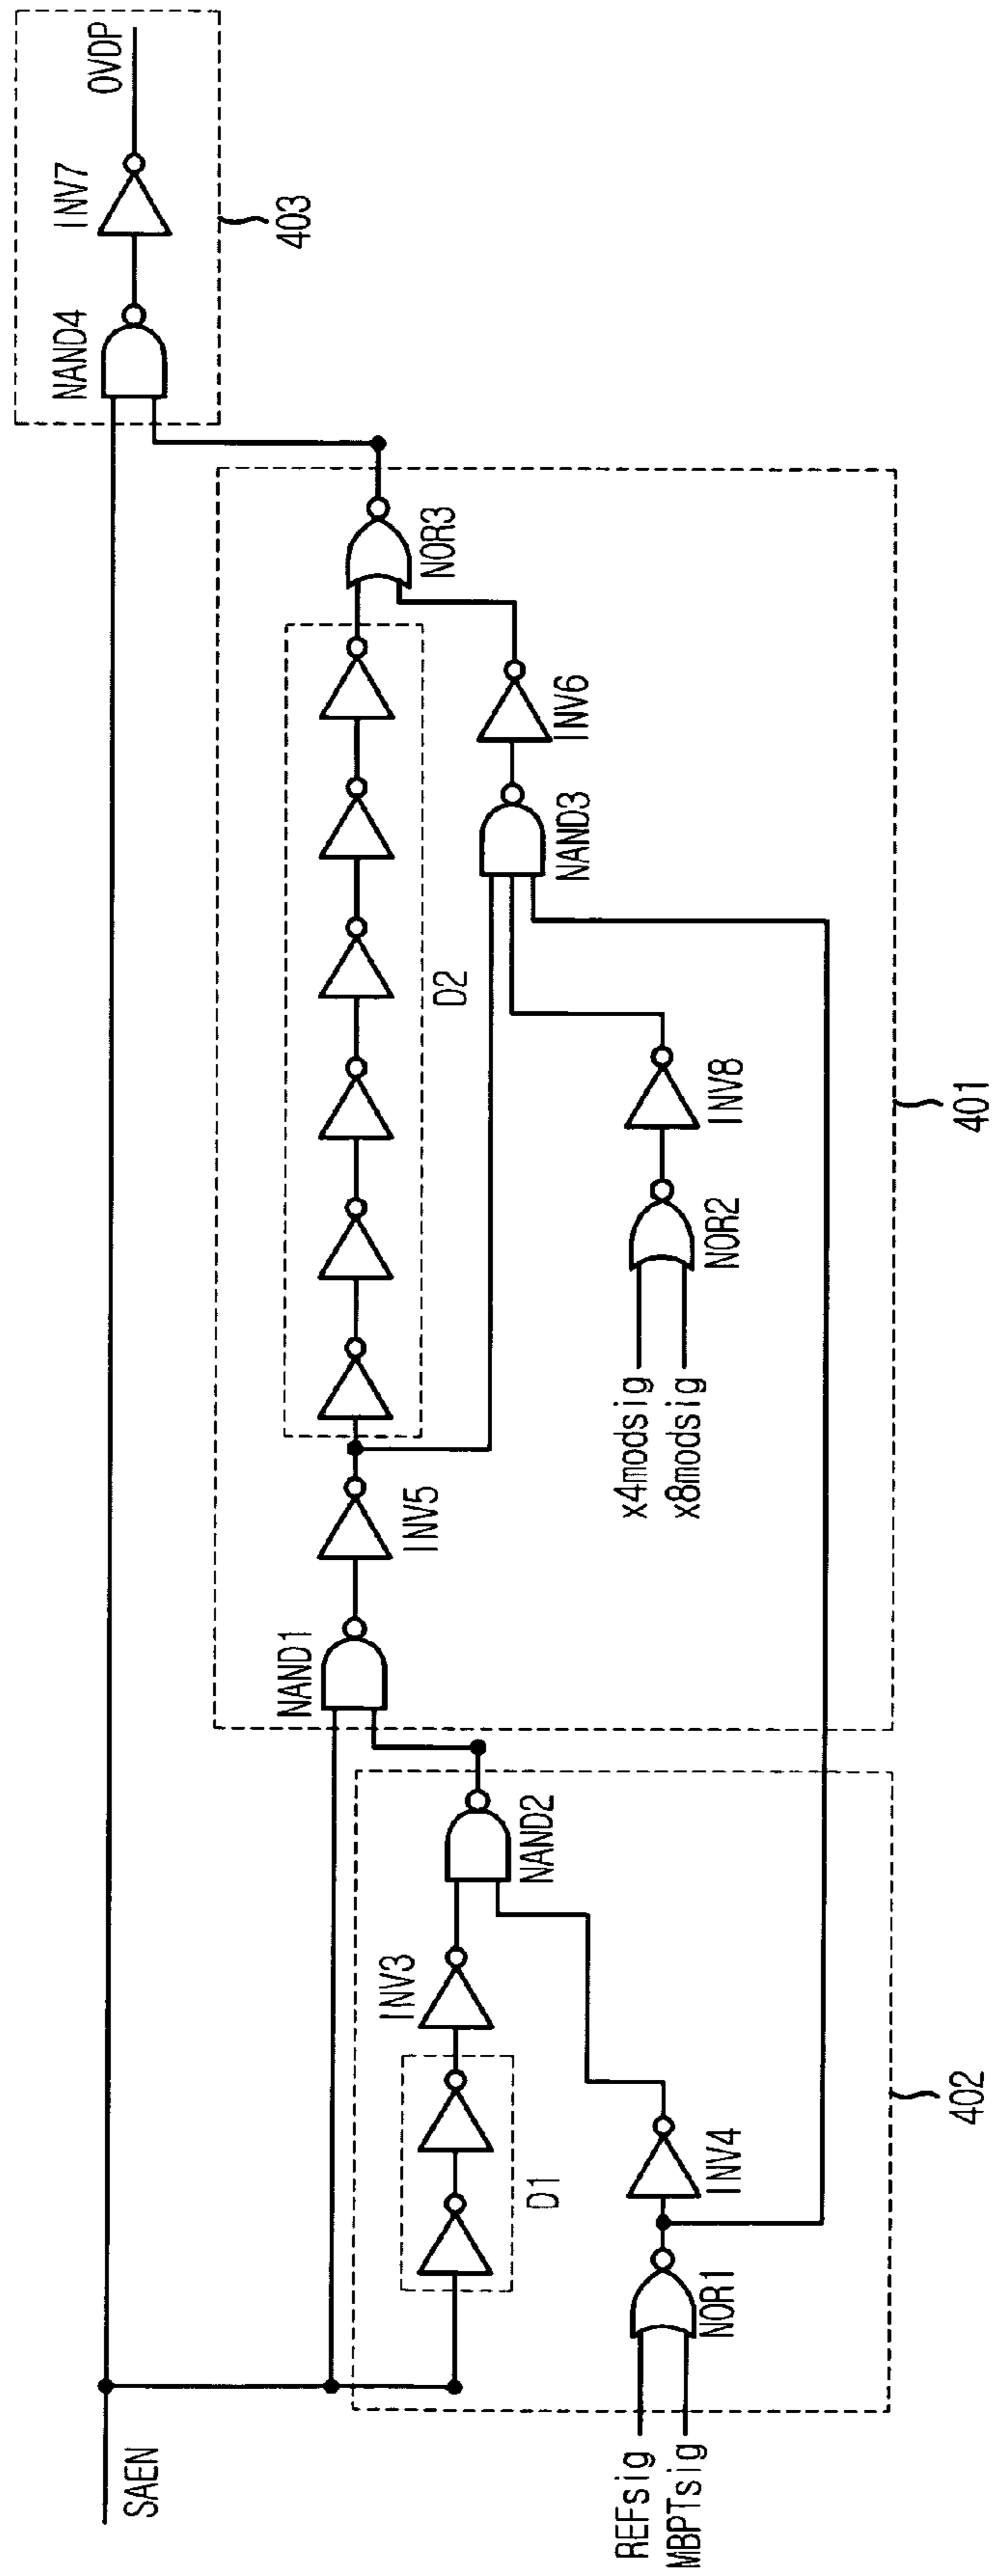 SAEN
REFsig
MBPTsig
NOR1
INV4
D1
INV3
NAND2
402
NAND1
INV5
x4modsig
x8modsig
NOR2
INV8
D2
NAND3
INV6
NOR3
401
NAND4
INV7
OVDP
403